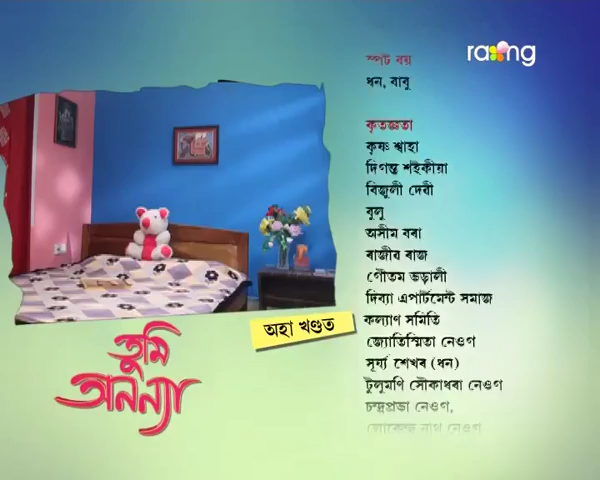 rang
স্পট বয়
ধন, বাবু
কৃতজ্ঞতা
কৃষ্ণ শ্বাহা
দিগন্ত শইকীয়া
বিজুলী দেৱী
বুলু
অসীম বৰা
ৰাজীৱ ৰাজ
গৌতম ভড়ালী
দিব্যা এপাৰ্টমেন্ট সমাজ
কল্যাণ সমিতি
জ্যোতিস্মিতা নেওগ
সূৰ্য্য শেখৰ (ধন)
টুলুমণি সৌকাধৰা নেওগ
চন্দ্ৰপ্ৰভা নেওগ,
নাথ নেওগ
অহা খণ্ডত
তুমি
অনন্যা